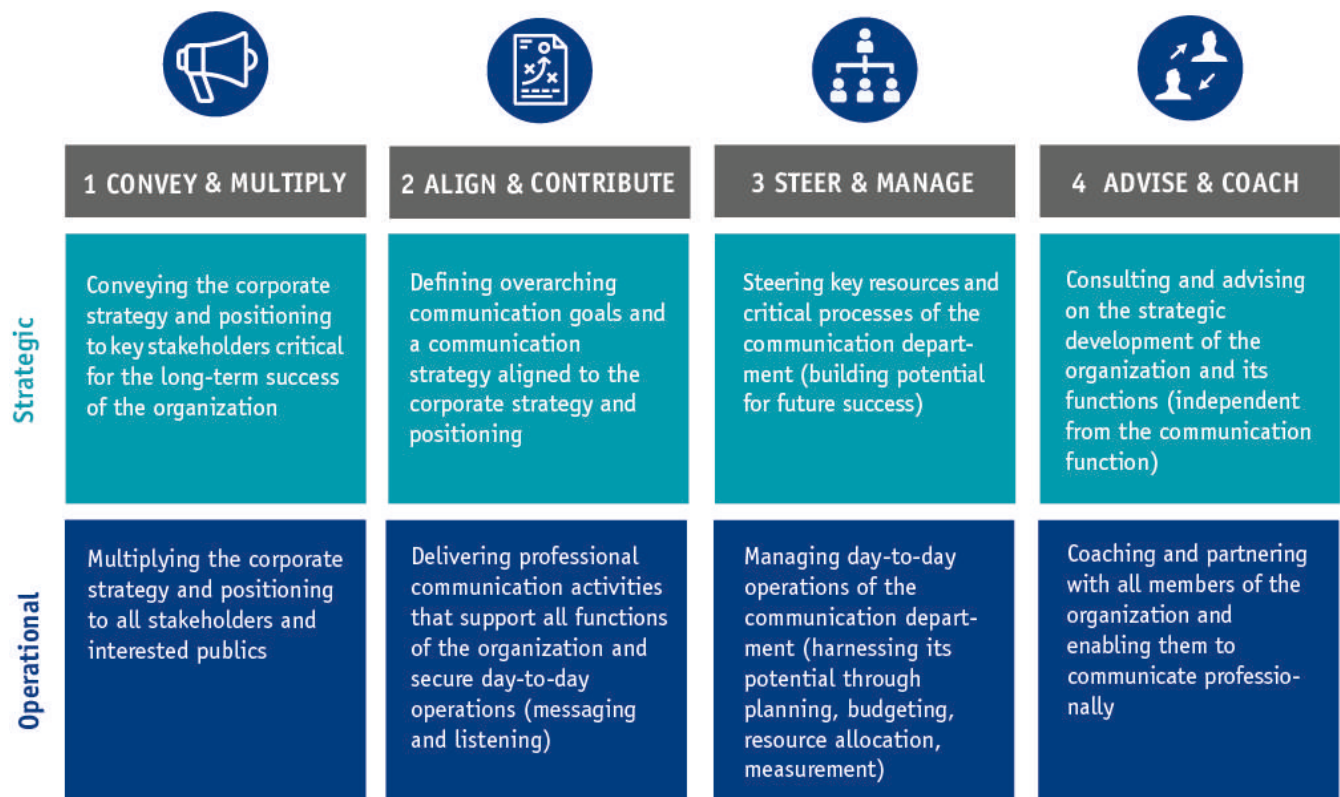 1 CONVEY & MULTIPLY
2 ALIGN & CONTRIBUTE
3 STEER & MANAGE
4 ADVISE & COACH
Strategic
Conveying the corporate
strategy and positioning
to key stakeholders critical
for the long-term success
of the organization
Defining overarching
communication goals and
a communication
strategy aligned to the
corporate strategy and
positioning
Steering key resources and
critical processes of the
communication depart-
ment (building potential
for future success)
Consulting and advising
on the strategic
development of the
organization and its
functions (independent
from the communication
function)
Operational
Multiplying the corporate
strategy and positioning
to all stakeholders and
interested publics
Delivering professional
communication activities
that support all functions
of the organization and
secure day-to-day
operations (messaging
and listening)
Managing day-to-day
operations of the
communication depart-
ment (harnessing its
potential through
planning, budgeting,
resource allocation,
measurement)
Coaching and partnering
with all members of the
organization and
enabling them to
communicate professio-
nally